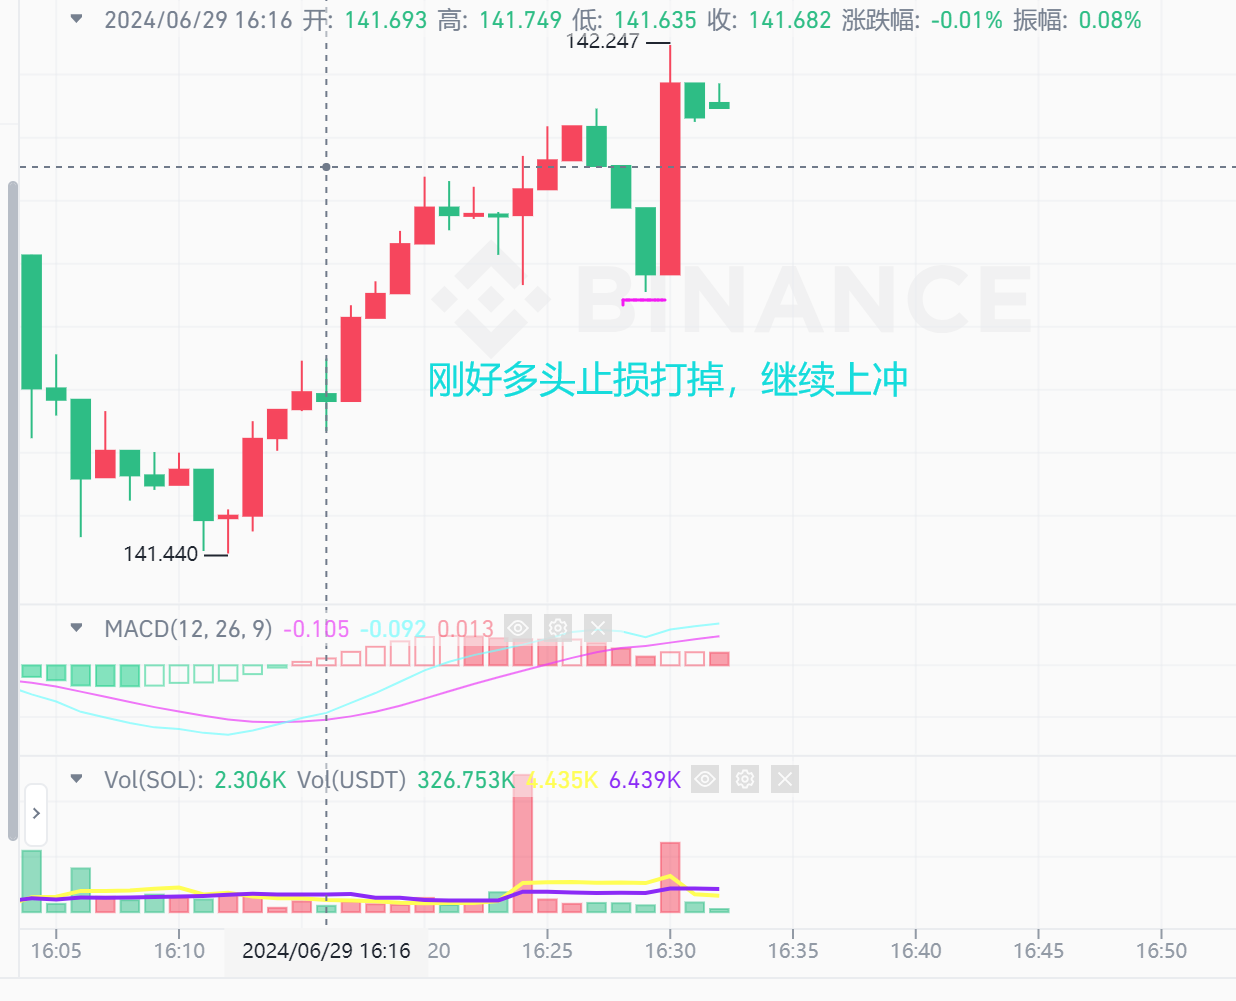 2024/06/29 16:16 开: 141.693 高: 141.749 低: 141.635 收: 141.682 涨跌幅: -0.01% 振幅: 0.08%
142.247
BINANCE
刚好多头止损打掉，继续上冲
141.440
MACD(12, 26, 9) -0.105 -0.092 0.013
Vol(SOL): 2.306K Vol(USDT) 326.753K 4.435K 6.439K
16:05 16:10 2024/06/29 16:16 20 16:25 16:30 16:35 16:40 16:45 16:50